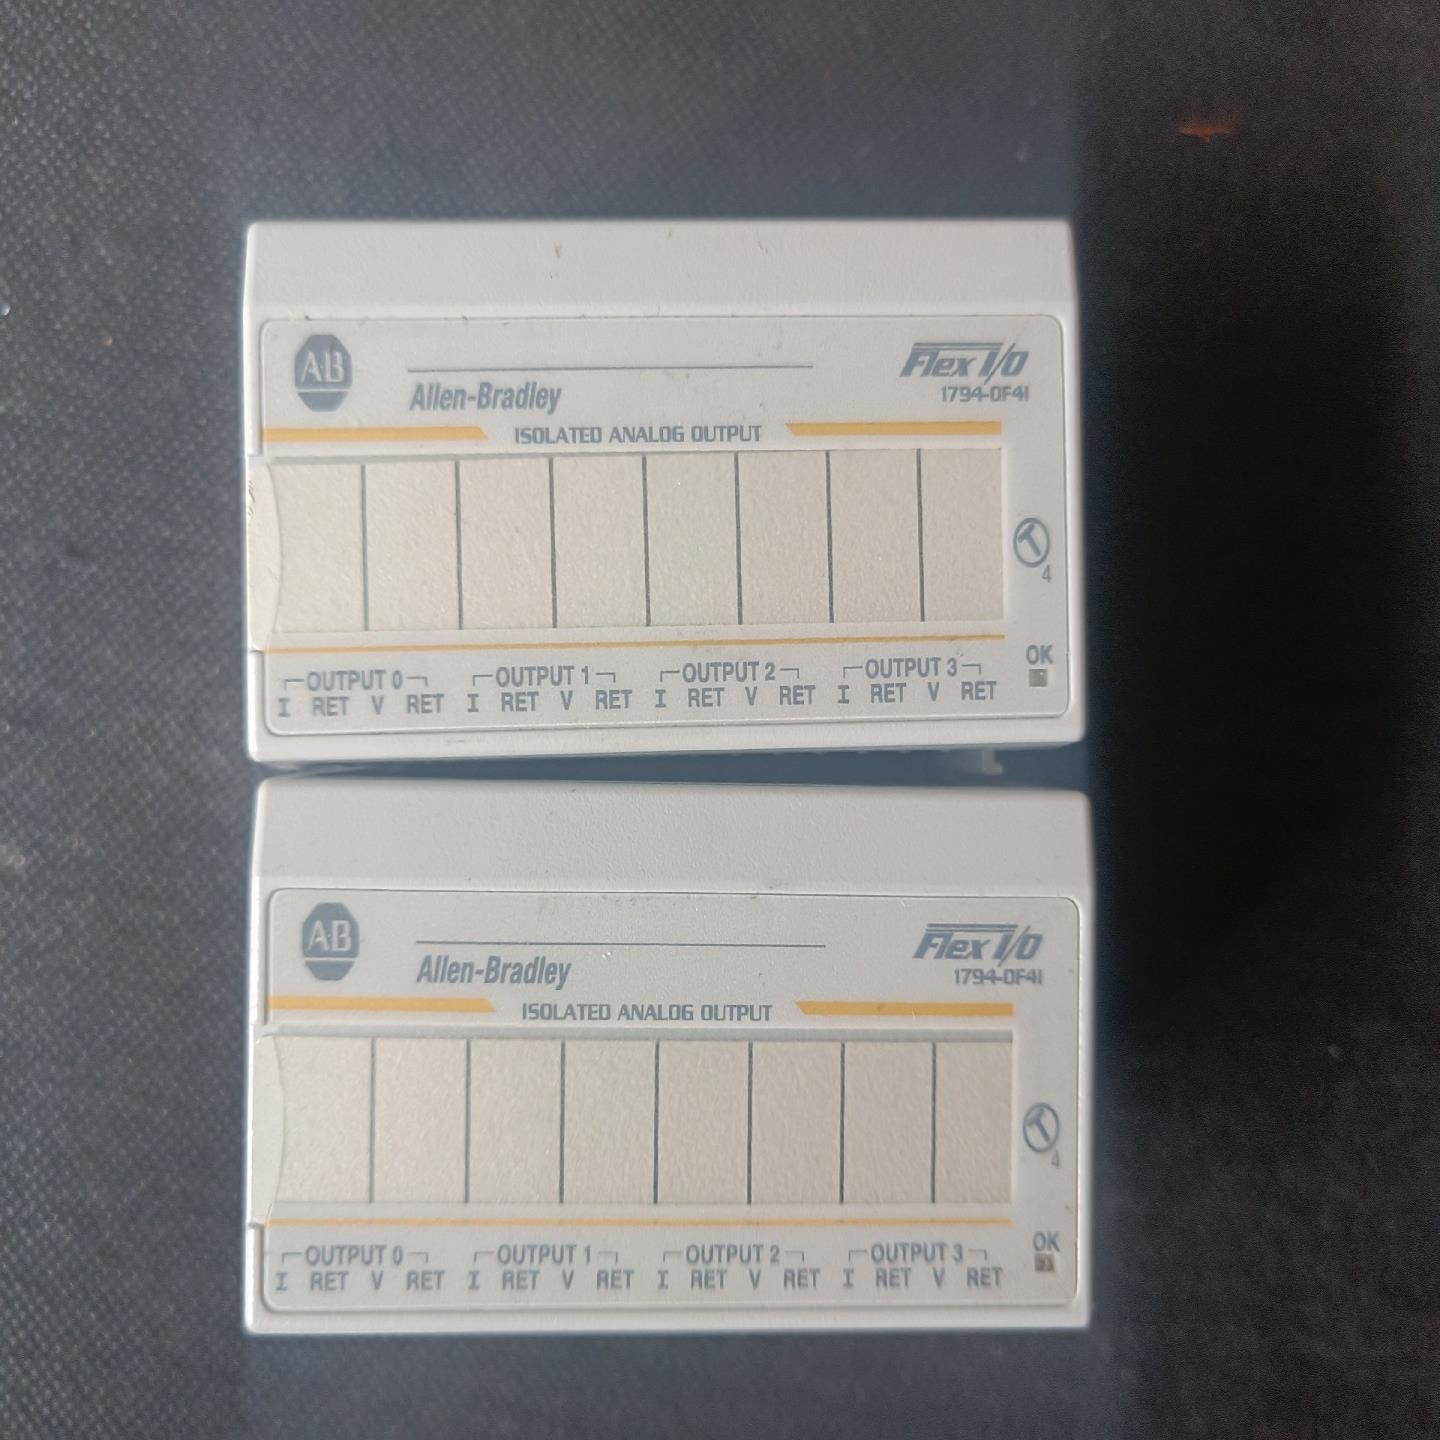 AB
Allen-Bradley
Flex I/O
1794-OF4I
ISOLATED ANALOG OUTPUT
4
OK
OUTPUT 0 OUTPUT 1 OUTPUT 2 OUTPUT 3
I RET V RET I RET V RET I RET V RET I RET V RET
AB
Allen-Bradley
Flex I/O
1794-OF4I
ISOLATED ANALOG OUTPUT
4
OK
OUTPUT 0 OUTPUT 1 OUTPUT 2 OUTPUT 3
I RET V RET I RET V RET I RET V RET I RET V RET